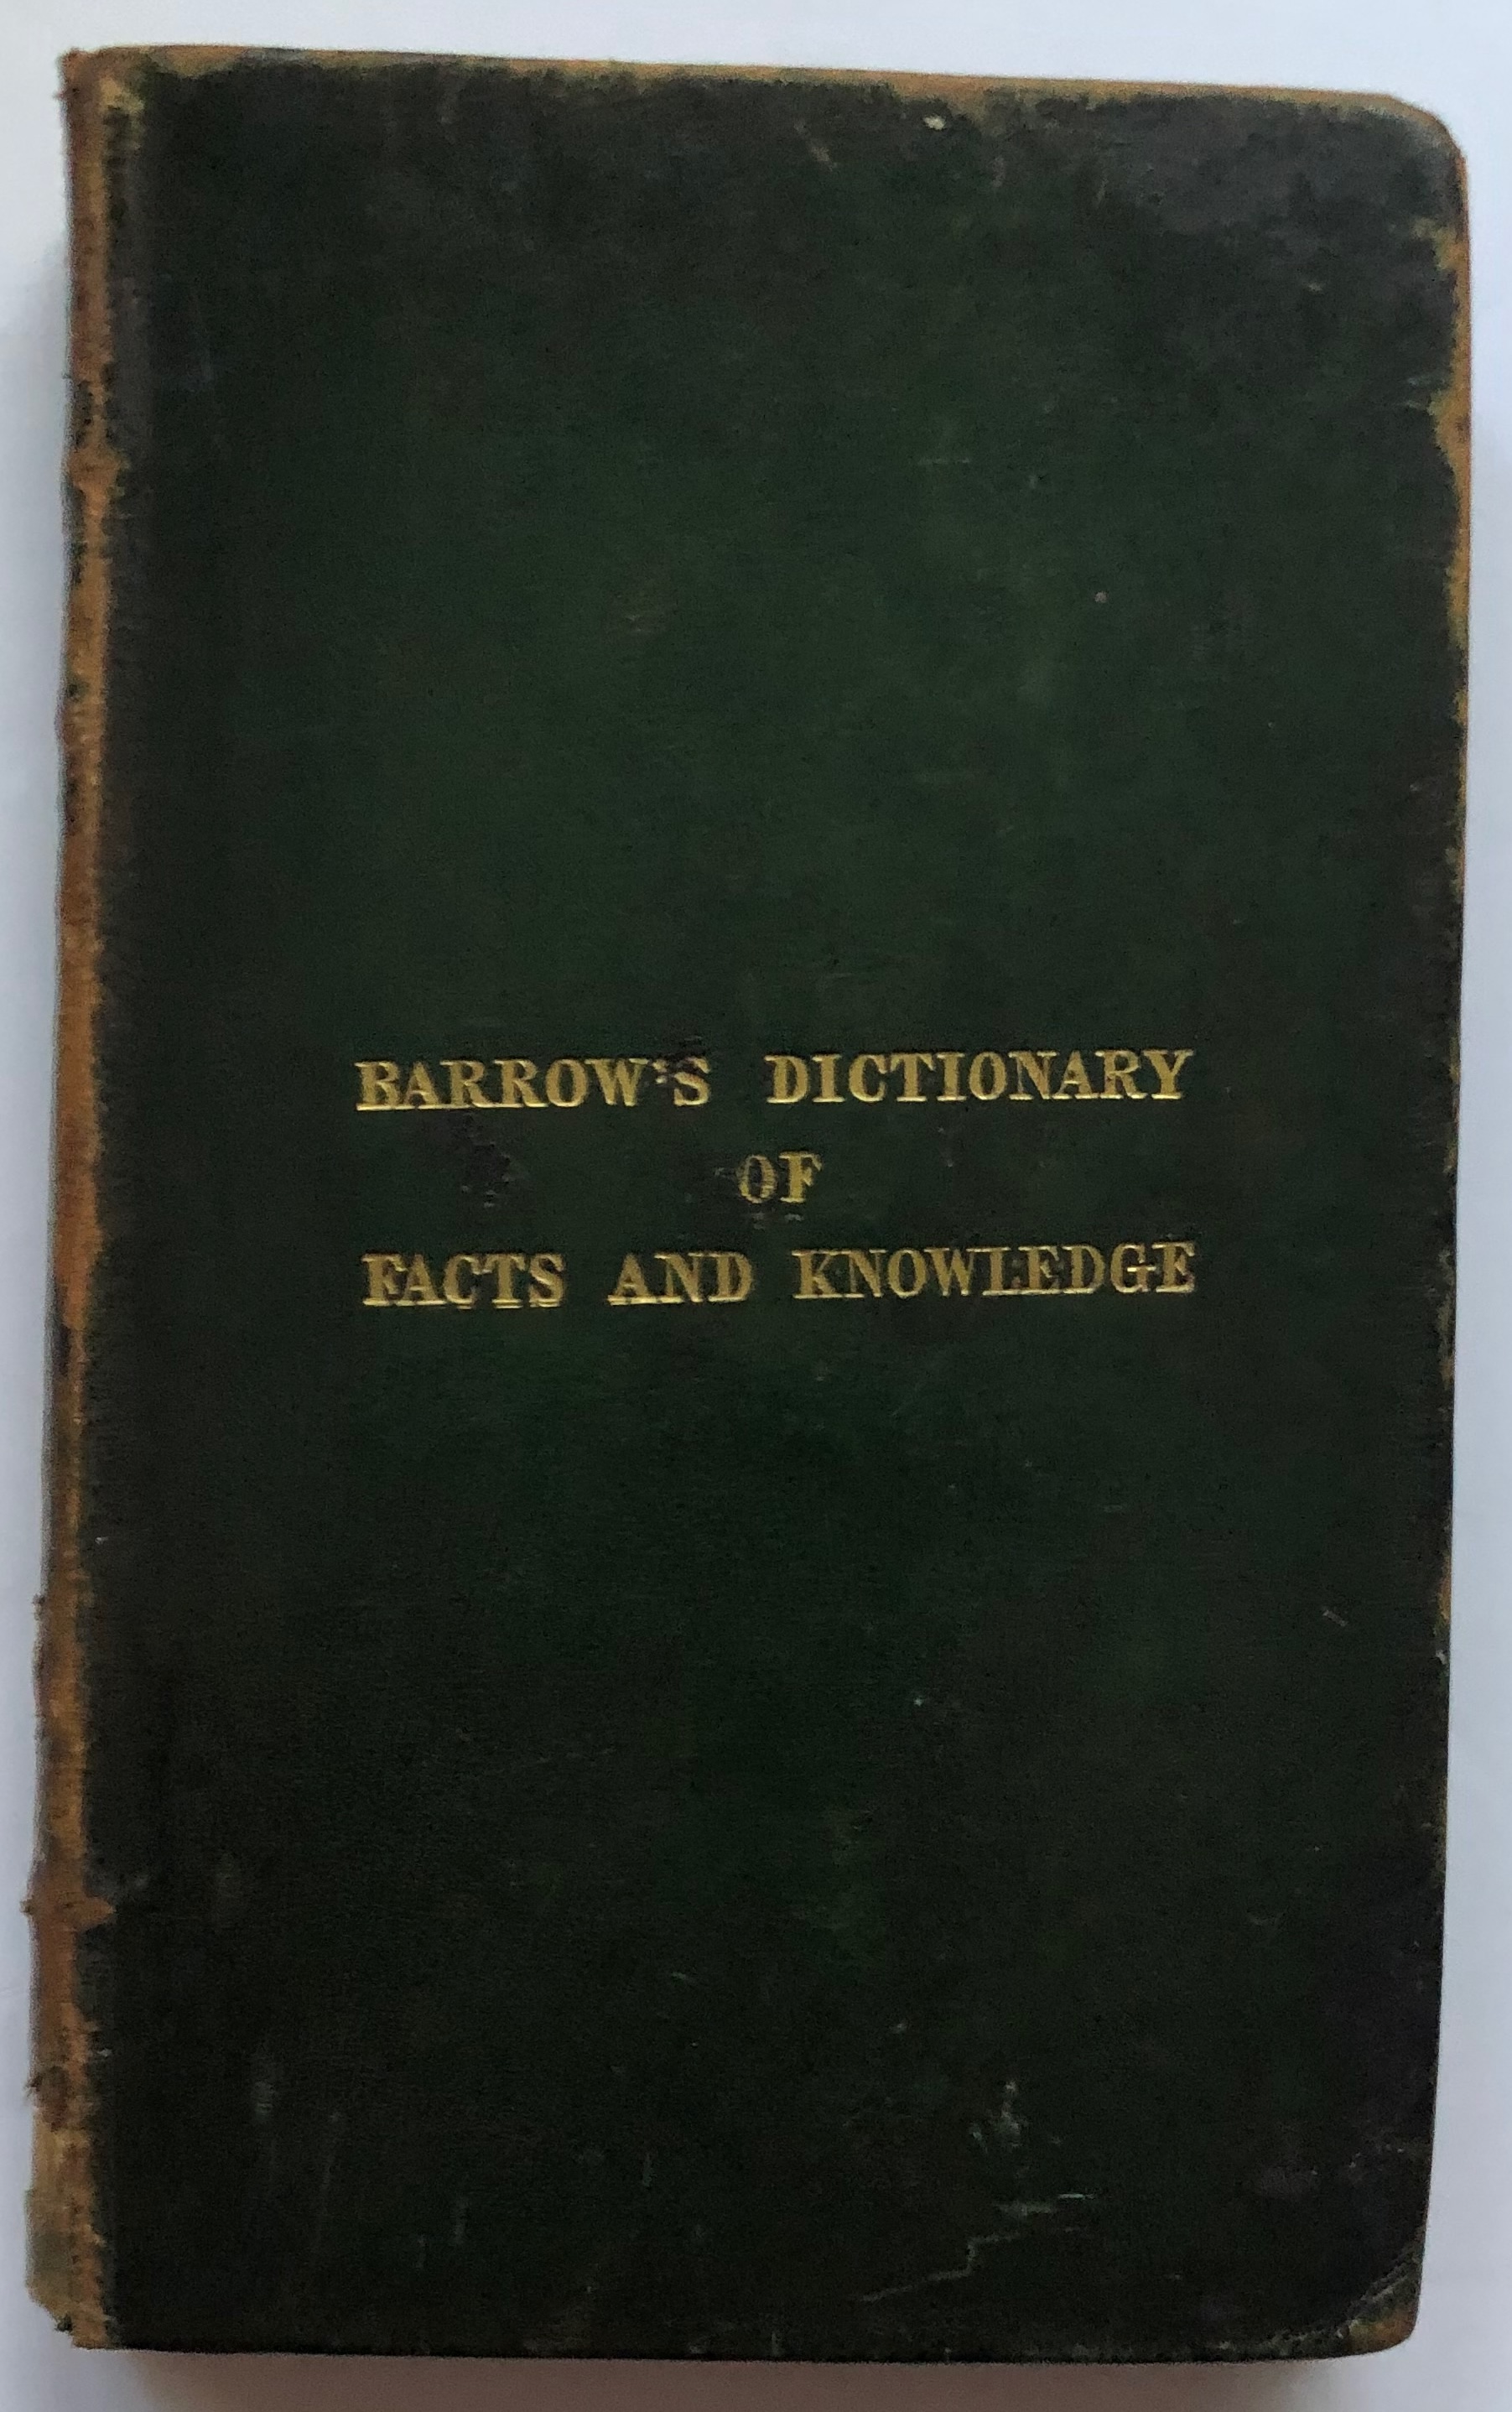 BARROW'S DICTIONARY
OF
FACTS AND KNOWLEDGE